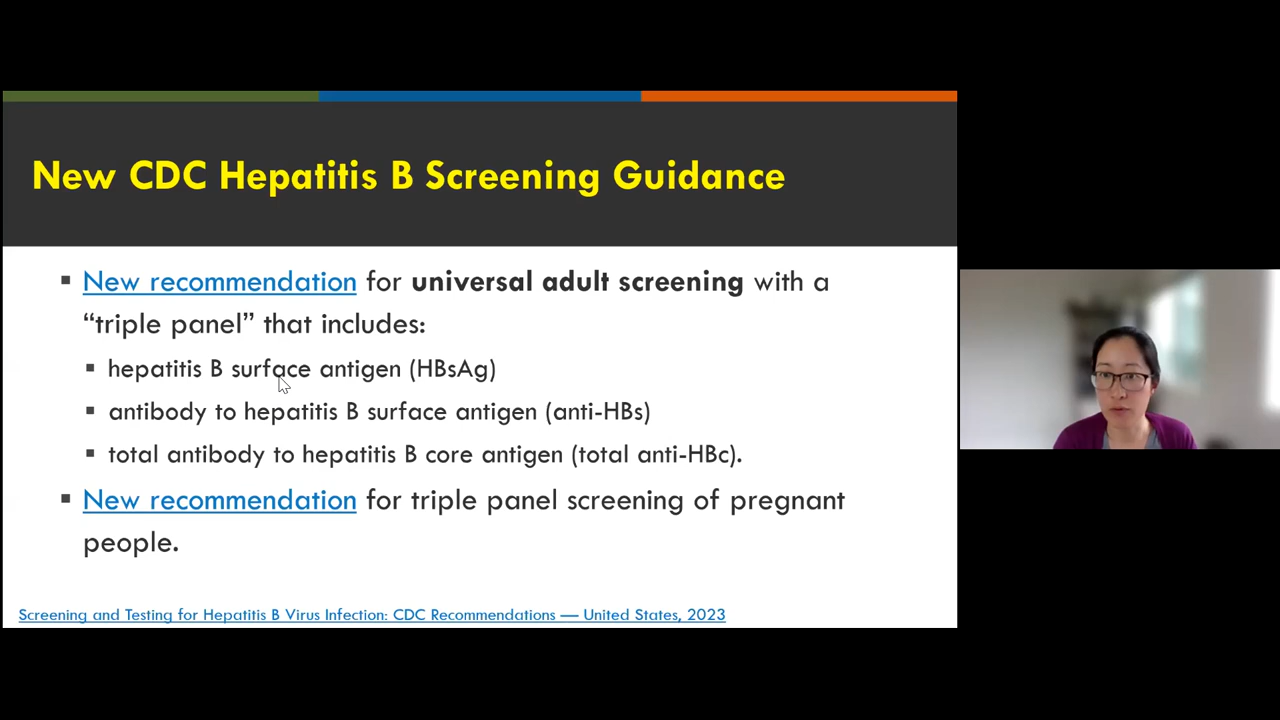 New CDC Hepatitis B Screening Guidance
▪ New recommendation for universal adult screening with a
“triple panel” that includes:
▪ hepatitis B surface antigen (HBsAg)
▪ antibody to hepatitis B surface antigen (anti-HBs)
▪ total antibody to hepatitis B core antigen (total anti-HBc).
▪ New recommendation for triple panel screening of pregnant
people.
Screening and Testing for Hepatitis B Virus Infection: CDC Recommendations — United States, 2023